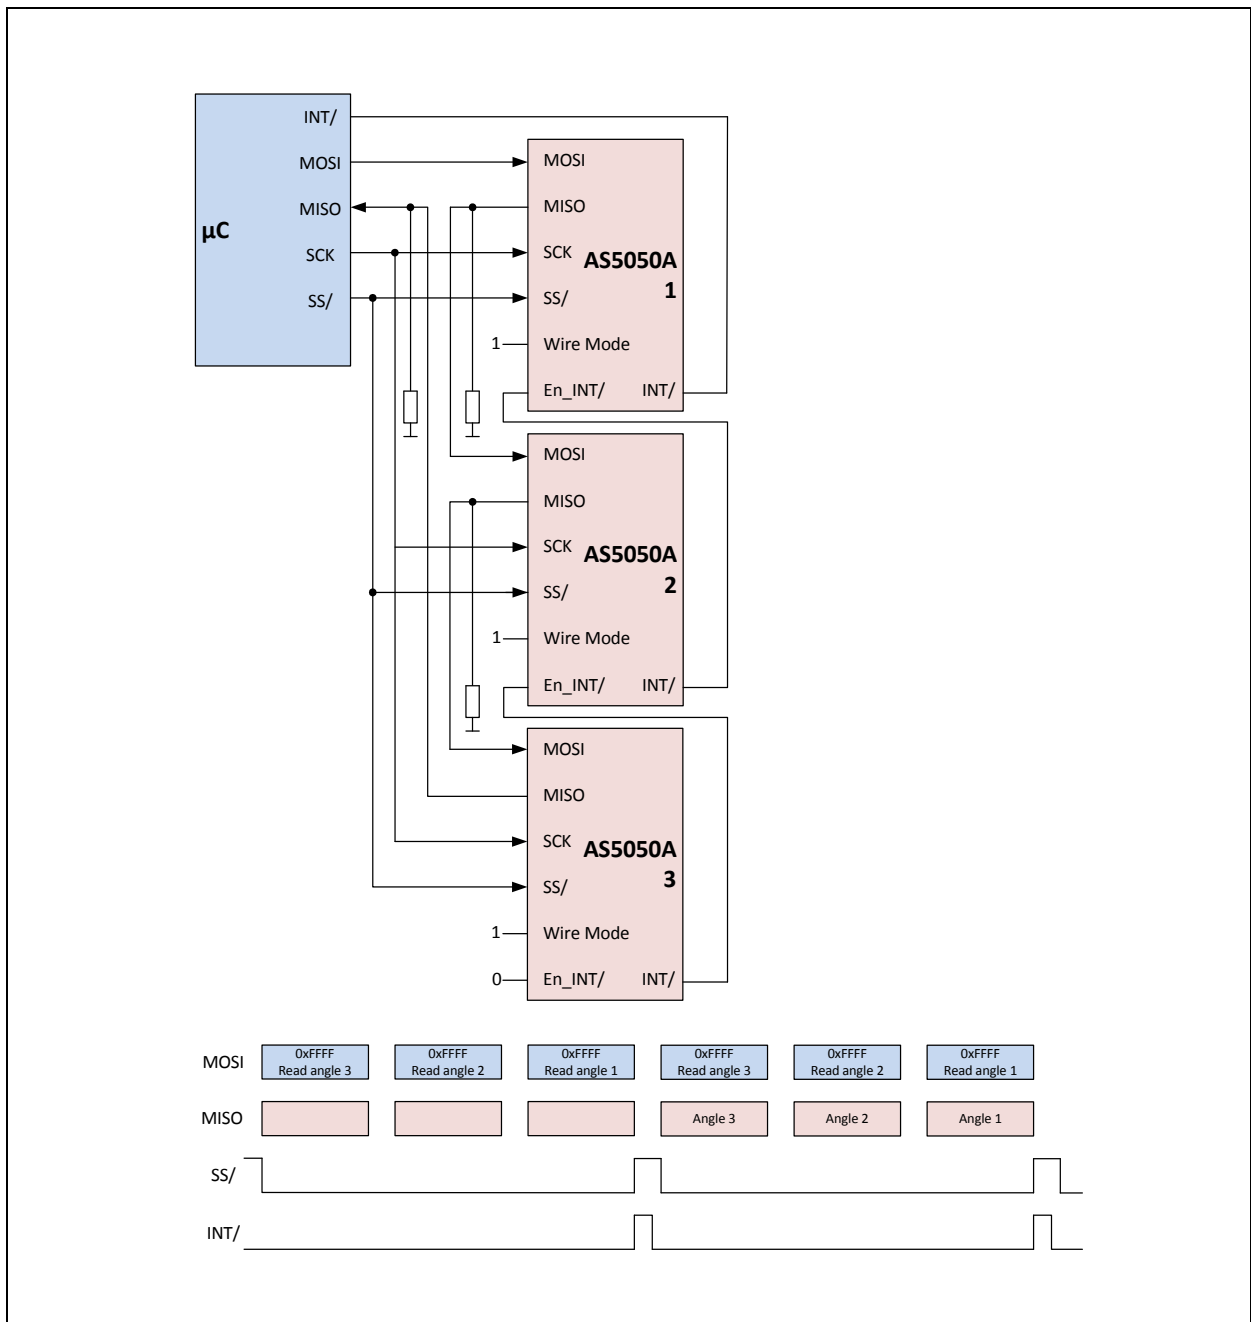 INT/
MOSI
MISO
µC
SCK
SS/
MOSI
MISO
SCK
AS5050A
1
SS/
1
Wire Mode
En_INT/
INT/
MOSI
MISO
SCK
AS5050A
2
SS/
1
Wire Mode
En_INT/
INT/
MOSI
MISO
SCK
AS5050A
3
SS/
1
Wire Mode
0
En_INT/
INT/
MOSI
0xFFFF
Read angle 3
0xFFFF
Read angle 2
0xFFFF
Read angle 1
0xFFFF
Read angle 3
0xFFFF
Read angle 2
0xFFFF
Read angle 1
MISO
Angle 3
Angle 2
Angle 1
SS/
INT/